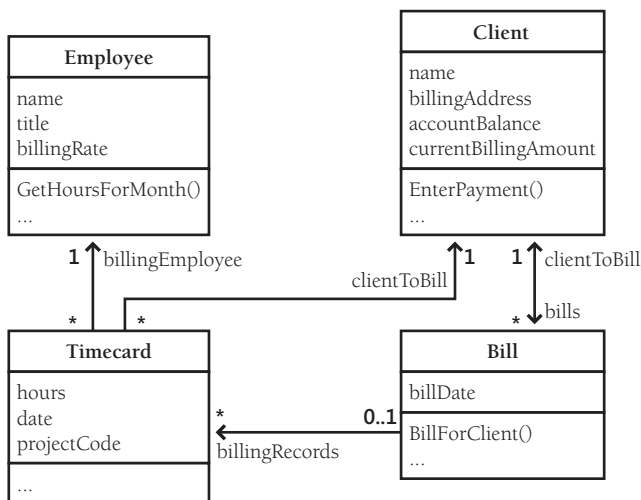 Employee
name
title
billingRate
GetHoursForMonth()
...
Client
name
billingAddress
accountBalance
currentBillingAmount
EnterPayment()
...
1
billingEmployee
*
1
clientToBill
*
1
clientToBill
*
bills
Timecard
hours
date
projectCode
...
*
0..1
billingRecords
Bill
billDate
BillForClient()
...